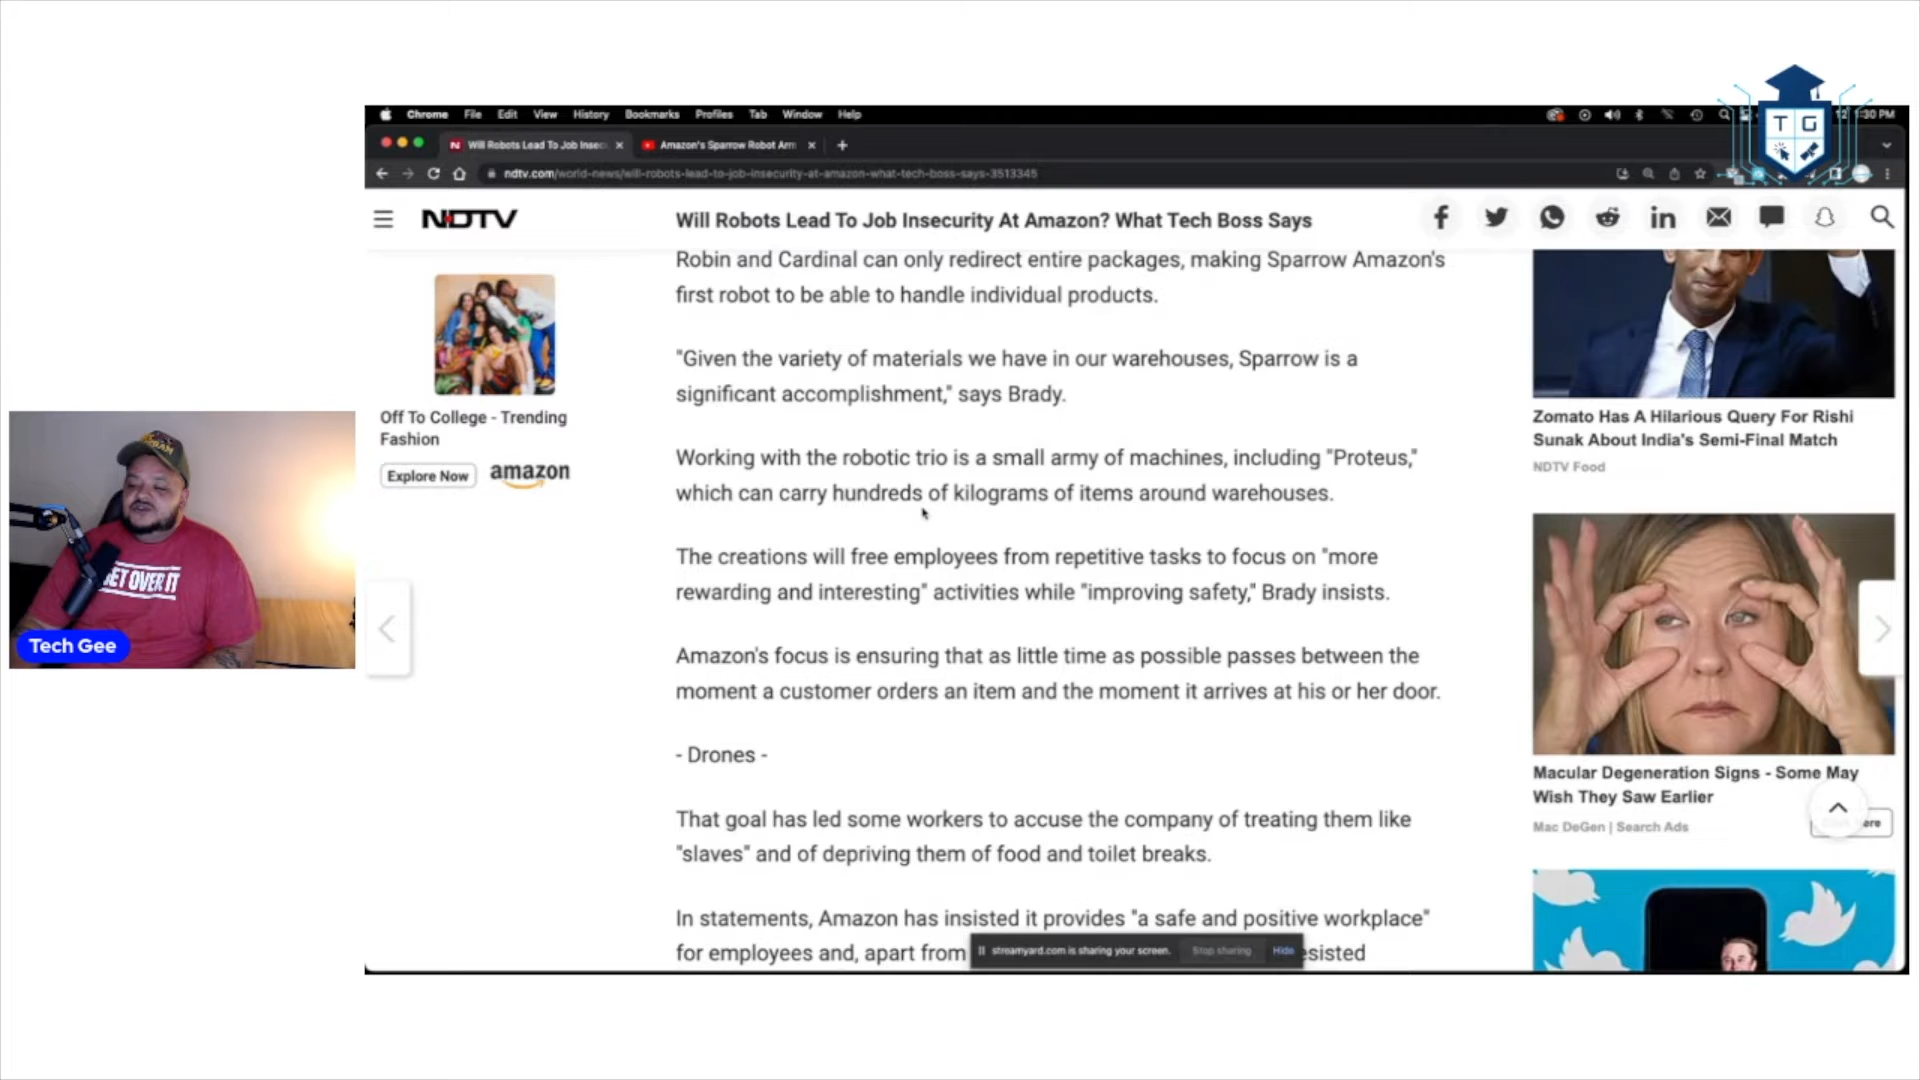 Chrome File Edit View History Bookmarks Profiles Tab Window Help
1:30 PM
T G
Will Robots Lead To Job Insec
Amazon's Sparrow Robot Arm
ndtv.com/world-news/will-robots-lead-to-job-insecurity-at-amazon-what-tech-boss-says-3513345
NDTV
Will Robots Lead To Job Insecurity At Amazon? What Tech Boss Says
Robin and Cardinal can only redirect entire packages, making Sparrow Amazon's
first robot to be able to handle individual products.
"Given the variety of materials we have in our warehouses, Sparrow is a
significant accomplishment," says Brady.
Off To College - Trending
Fashion
Explore Now
amazon
Working with the robotic trio is a small army of machines, including "Proteus,"
which can carry hundreds of kilograms of items around warehouses.
The creations will free employees from repetitive tasks to focus on "more
rewarding and interesting" activities while "improving safety," Brady insists.
Amazon's focus is ensuring that as little time as possible passes between the
moment a customer orders an item and the moment it arrives at his or her door.
- Drones -
That goal has led some workers to accuse the company of treating them like
"slaves" and of depriving them of food and toilet breaks.
In statements, Amazon has insisted it provides "a safe and positive workplace"
for employees and, apart from
esisted
streamyard.com is sharing your screen. Stop sharing Hide
Zomato Has A Hilarious Query For Rishi
Sunak About India's Semi-Final Match
NDTV Food
Macular Degeneration Signs - Some May
Wish They Saw Earlier
Mac DeGen | Search Ads
ere
GET OVER IT
Tech Gee